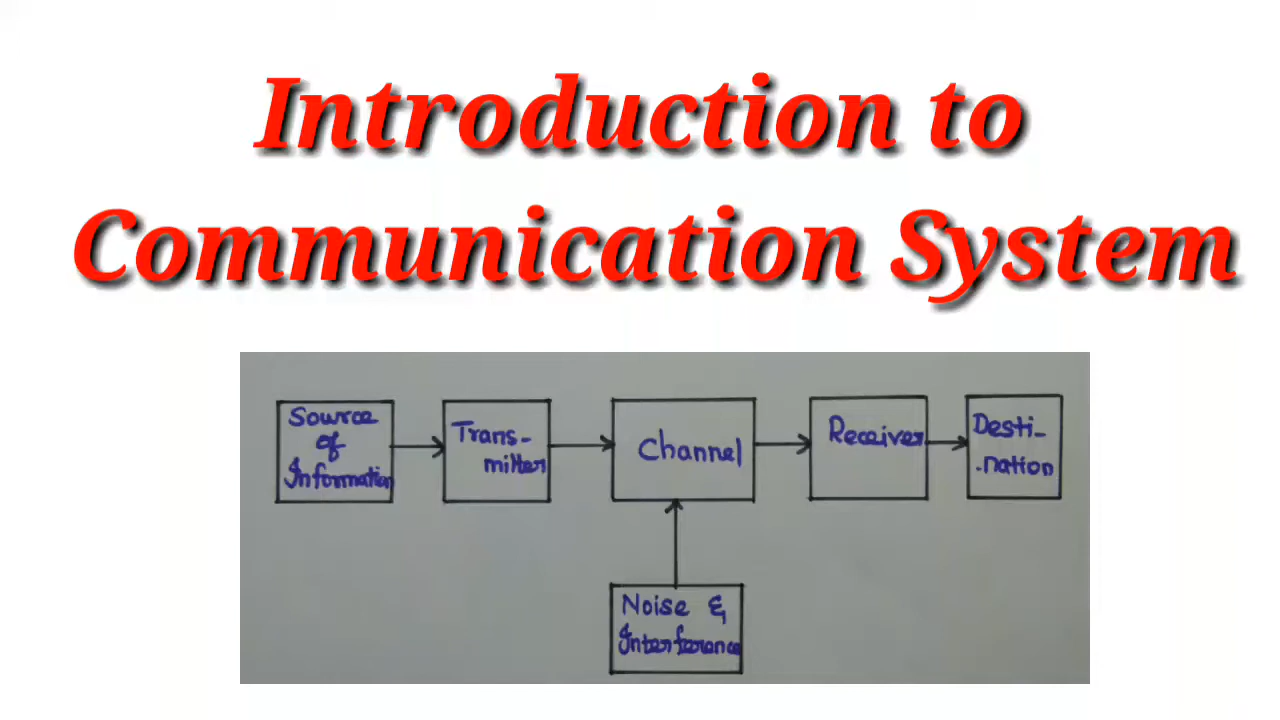 Introduction to
Communication System
Source
of
Information
Trans-
mitter
Channel
Receiver
Desti-
-nation
Noise &
Interference